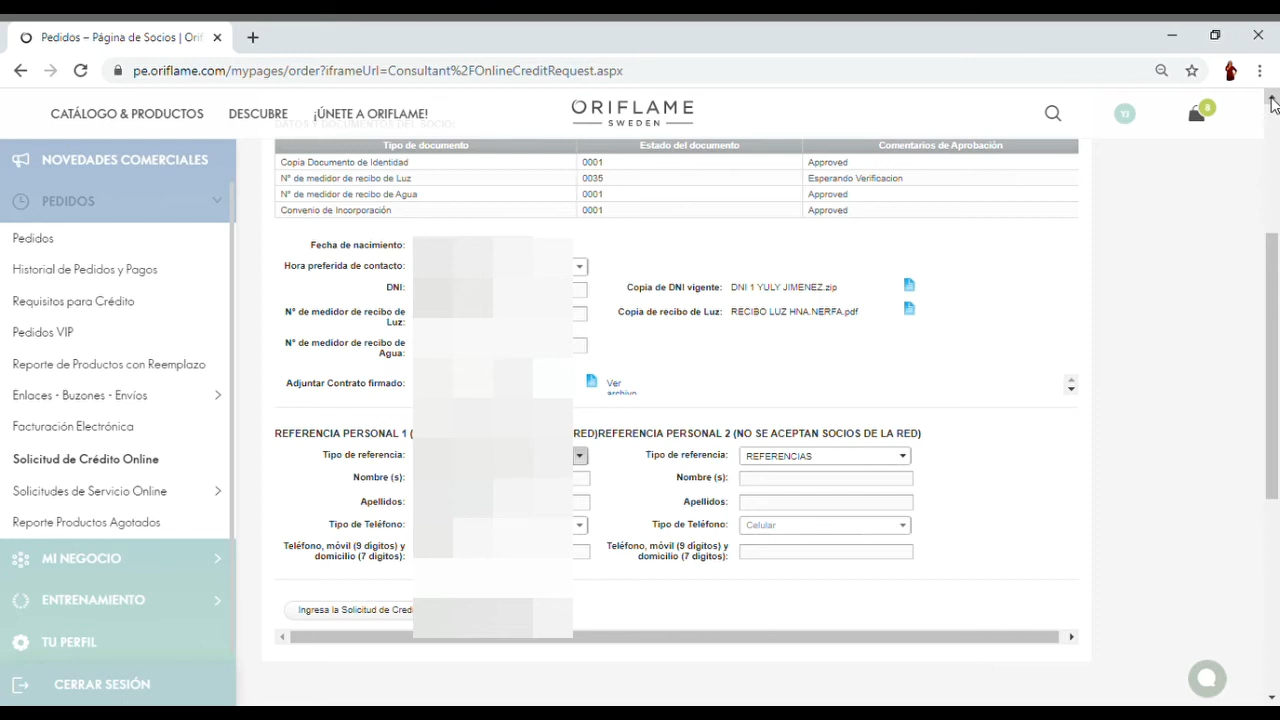 Pedidos – Página de Socios | Orif
pe.oriflame.com/mypages/order?iframeUrl=Consultant%2FOnlineCreditRequest.aspx
CATÁLOGO & PRODUCTOS DESCUBRE ¡ÚNETE A ORIFLAME!
ORIFLAME
SWEDEN
YJ
8
DATOS Y DOCUMENTOS DEL SOCIO:
NOVEDADES COMERCIALES
PEDIDOS
Pedidos
Historial de Pedidos y Pagos
Requisitos para Crédito
Pedidos VIP
Reporte de Productos con Reemplazo
Enlaces - Buzones - Envíos
Facturación Electrónica
Solicitud de Crédito Online
Solicitudes de Servicio Online
Reporte Productos Agotados
MI NEGOCIO
ENTRENAMIENTO
TU PERFIL
CERRAR SESIÓN
Tipo de documento Estado del documento Comentarios de Aprobación
Copia Documento de Identidad 0001 Approved
N° de medidor de recibo de Luz 0035 Esperando Verificacion
N° de medidor de recibo de Agua 0001 Approved
Convenio de Incorporación 0001 Approved
Fecha de nacimiento:
Hora preferida de contacto:
DNI: Copia de DNI vigente: DNI 1 YULY JIMENEZ.zip
N° de medidor de recibo de Copia de recibo de Luz: RECIBO LUZ HNA.NERFA.pdf
Luz:
N° de medidor de recibo de
Agua:
Adjuntar Contrato firmado: Ver
archivo
REFERENCIA PERSONAL 1 ( RED)REFERENCIA PERSONAL 2 (NO SE ACEPTAN SOCIOS DE LA RED)
Tipo de referencia: Tipo de referencia: REFERENCIAS
Nombre (s): Nombre (s):
Apellidos: Apellidos:
Tipo de Teléfono: Tipo de Teléfono: Celular
Teléfono, móvil (9 dígitos) y Teléfono, móvil (9 dígitos) y
domicilio (7 dígitos): domicilio (7 dígitos):
Ingresa la Solicitud de Credi